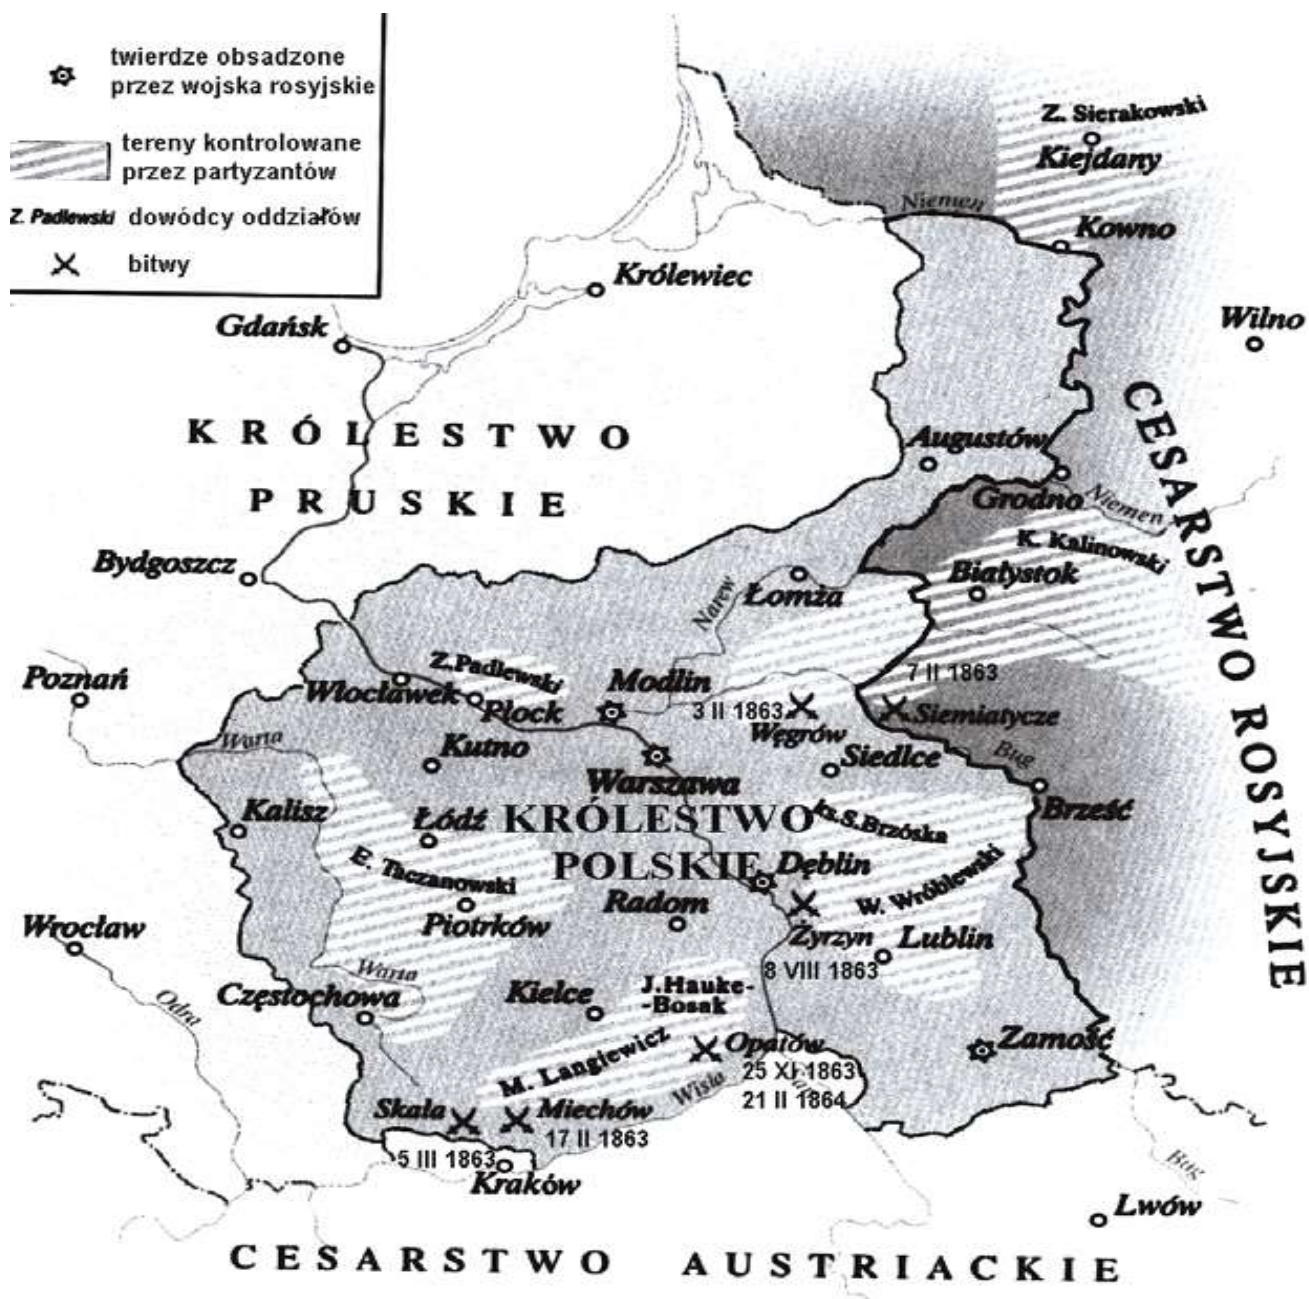 twierdze obsadzone
przez wojska rosyjskie
tereny kontrolowane
przez partyzantów
Z. Padlewski dowódcy oddziałów
bitwy
Z. Sierakowski
Kiejdany
Niemen
Kowno
Królewiec
Gdańsk
Wilno
KRÓLESTWO
PRUSKIE
CESARSTWO ROSYJSKIE
Augustów
Grodno
Niemen
K. Kalinowski
Bydgoszcz
Białystok
Łomża
Narew
Z. Padlewski
Poznań
Włocławek
Płock
Modlin
7 II 1863
3 II 1863
Siemiatycze
Węgrów
Warta
Kutno
Siedlce
Bug
Warszawa
Brześć
Kalisz
Łódź
KRÓLESTWO
POLSKIE
ks.S.Brzóska
E. Taczanowski
Dęblin
W. Wróblewski
Piotrków
Radom
Wrocław
Żyrzyn
Lublin
8 VIII 1863
Warta
Odra
Częstochowa
Kielce
J.Hauke-
-Bosak
M. Langiewicz
Opatów
Zamość
25 XI 1863
21 II 1864
Wisła
Skała
Miechów
17 II 1863
5 III 1863
Kraków
Bug
Lwów
CESARSTWO AUSTRIACKIE